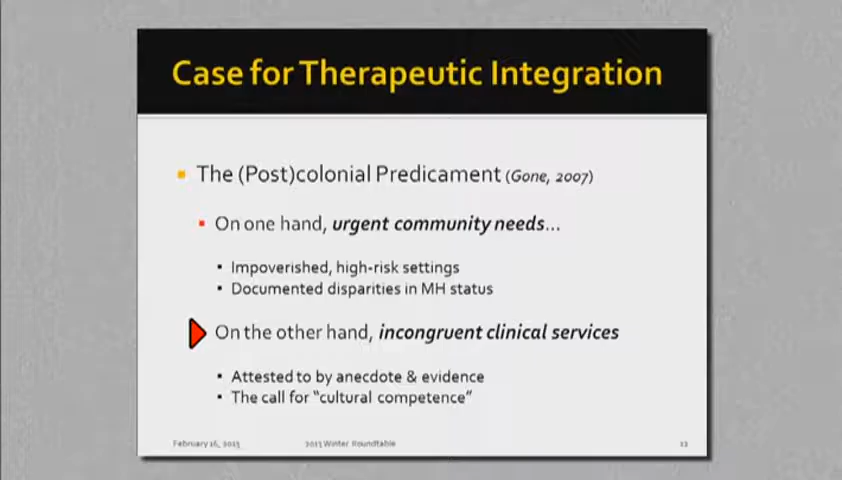 Case for Therapeutic Integration
The (Post)colonial Predicament (Gone, 2007)
On one hand, urgent community needs...
Impoverished, high-risk settings
Documented disparities in MH status
On the other hand, incongruent clinical services
Attested to by anecdote & evidence
The call for "cultural competence"
February 16, 2013 2013 Winter Roundtable